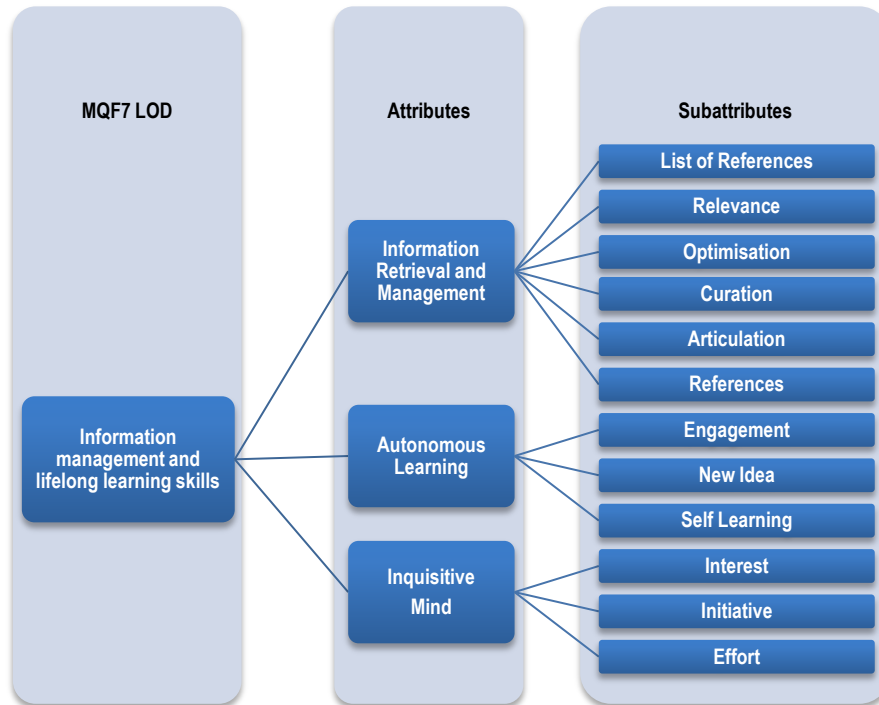 MQF7 LOD
Attributes
Subattributes
Information
management and
lifelong learning skills
Information
Retrieval and
Management
Autonomous
Learning
Inquisitive
Mind
List of References
Relevance
Optimisation
Curation
Articulation
References
Engagement
New Idea
Self Learning
Interest
Initiative
Effort